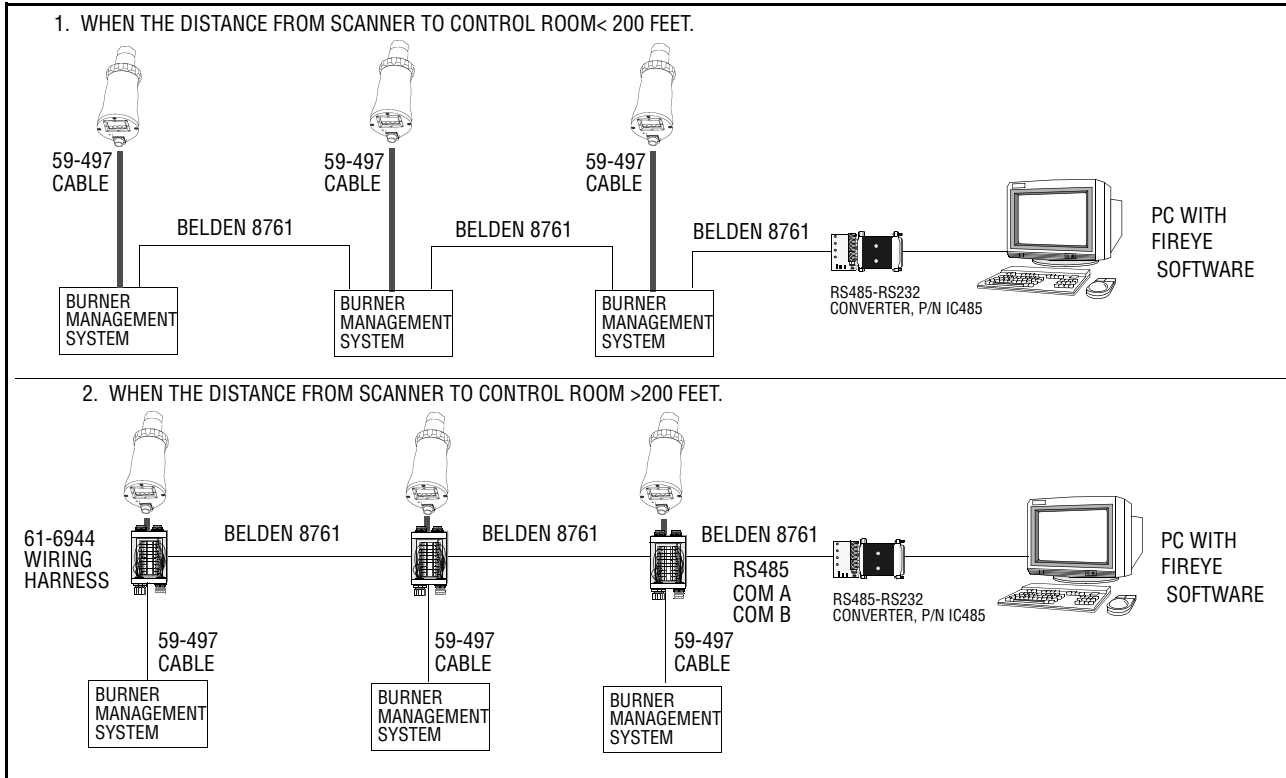 1. WHEN THE DISTANCE FROM SCANNER TO CONTROL ROOM< 200 FEET.
59-497
CABLE
59-497
CABLE
59-497
CABLE
BELDEN 8761
BELDEN 8761
BELDEN 8761
PC WITH
FIREYE
SOFTWARE
RS485-RS232
CONVERTER, P/N IC485
BURNER
MANAGEMENT
SYSTEM
BURNER
MANAGEMENT
SYSTEM
BURNER
MANAGEMENT
SYSTEM
2. WHEN THE DISTANCE FROM SCANNER TO CONTROL ROOM >200 FEET.
61-6944
WIRING
HARNESS
BELDEN 8761
BELDEN 8761
BELDEN 8761
RS485
COM A
COM B
RS485-RS232
CONVERTER, P/N IC485
PC WITH
FIREYE
SOFTWARE
59-497
CABLE
59-497
CABLE
59-497
CABLE
BURNER
MANAGEMENT
SYSTEM
BURNER
MANAGEMENT
SYSTEM
BURNER
MANAGEMENT
SYSTEM